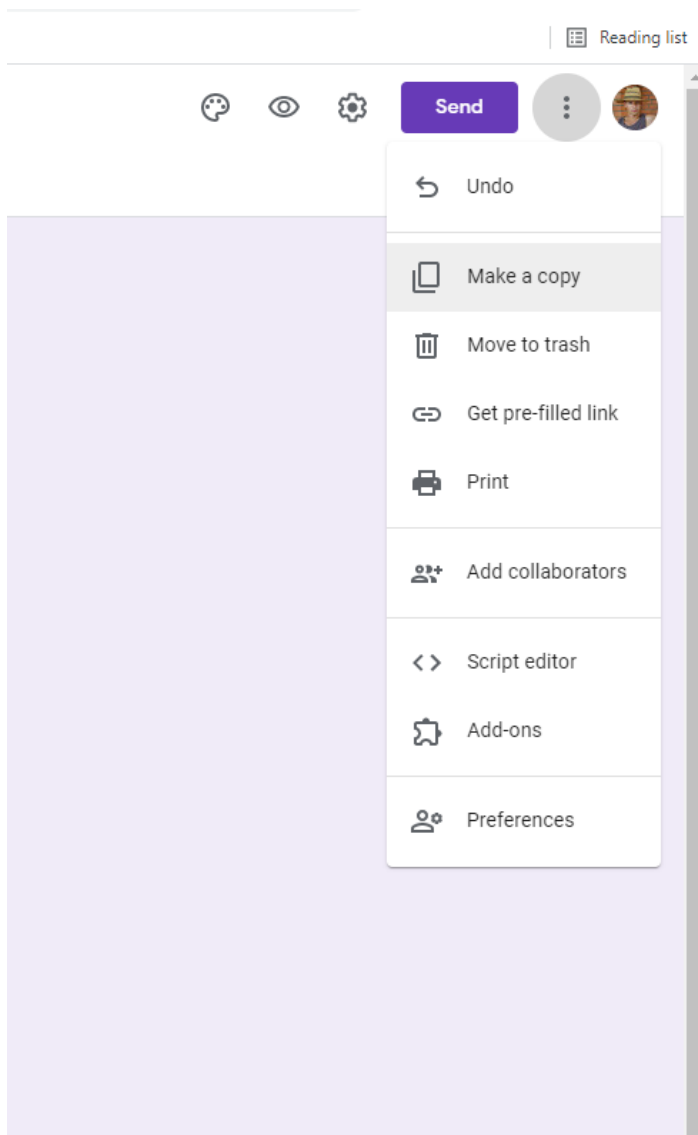 Reading list
Send
Undo
Make a copy
Move to trash
Get pre-filled link
Print
Add collaborators
Script editor
Add-ons
Preferences